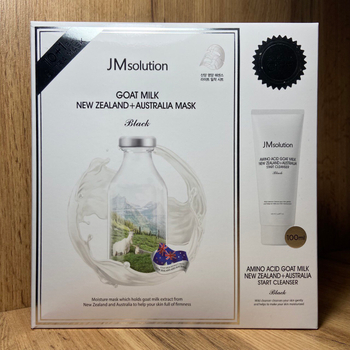 JMsolution
GOAT MILK
NEW ZEALAND+AUSTRALIA MASK
Black
Moisture mask which holds goat milk extract from
New Zealand and Australia to help your skin full of firmness
JMsolution
AMINO ACID GOAT MILK
NEW ZEALAND+AUSTRALIA
START CLEANSER
Black
100ml
AMINO ACID GOAT MILK
NEW ZEALAND+AUSTRALIA
START CLEANSER
Black